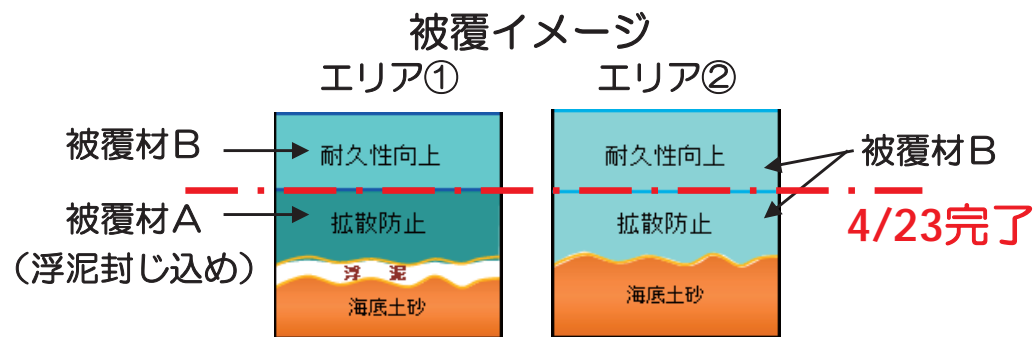 被覆イメージ
エリア①
エリア②
被覆材B
耐久性向上
耐久性向上
被覆材B
被覆材A
(浮泥封じ込め)
拡散防止
拡散防止
4/23完了
浮 泥
海底土砂
海底土砂